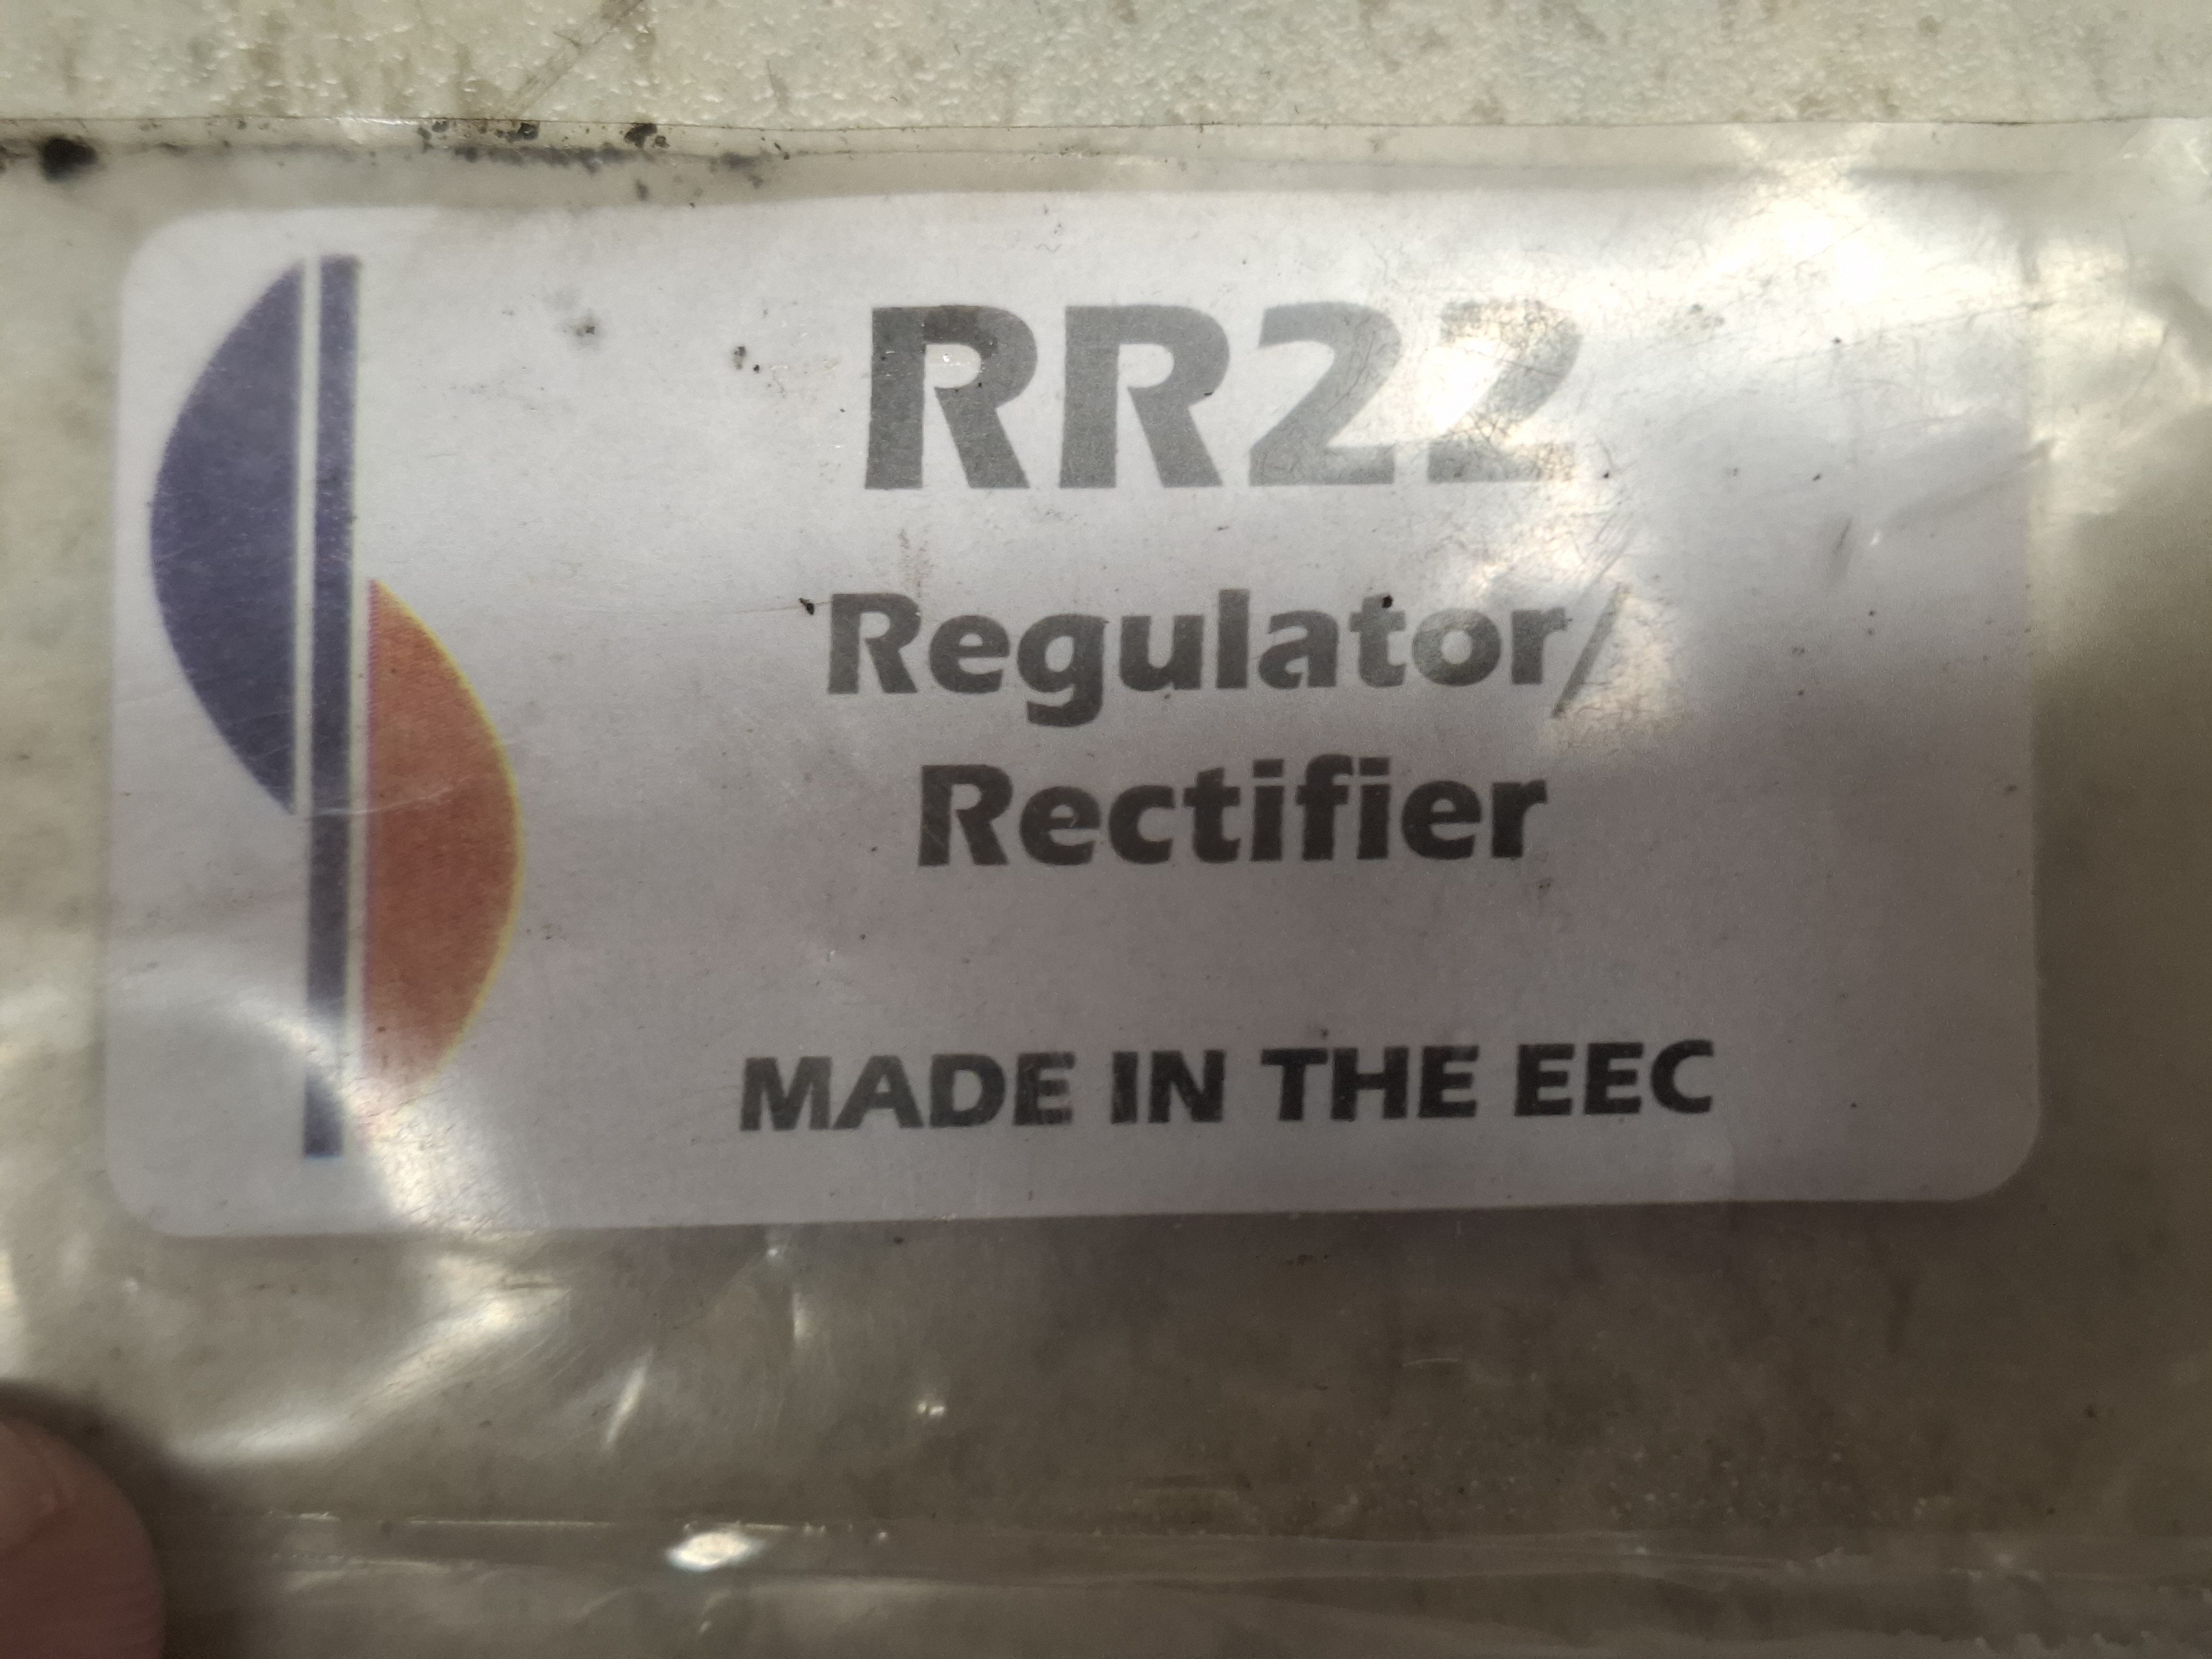 RR22
Regulator/
Rectifier
MADE IN THE EEC